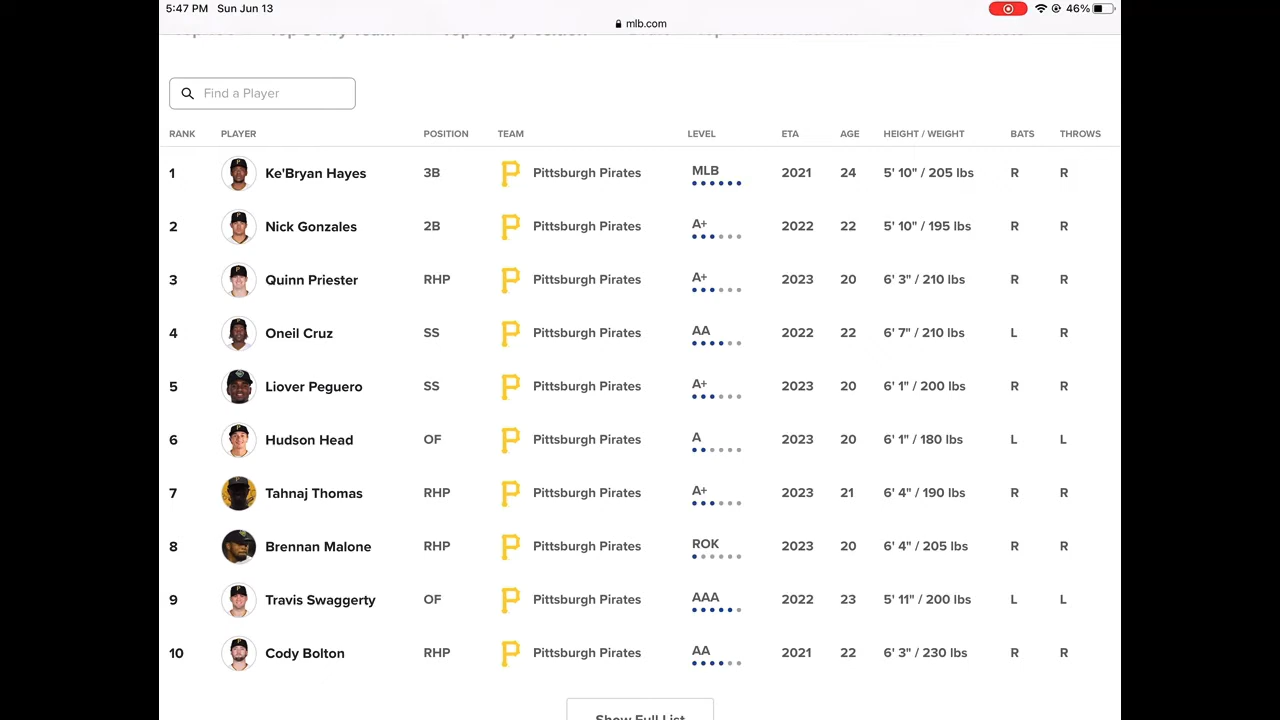 5:47 PM Sun Jun 13 46%
mlb.com
Find a Player
RANK PLAYER POSITION TEAM LEVEL ETA AGE HEIGHT / WEIGHT BATS THROWS
1 Ke'Bryan Hayes 3B P Pittsburgh Pirates MLB 2021 24 5' 10" / 205 lbs R R
2 Nick Gonzales 2B P Pittsburgh Pirates A+ 2022 22 5' 10" / 195 lbs R R
3 Quinn Priester RHP P Pittsburgh Pirates A+ 2023 20 6' 3" / 210 lbs R R
4 Oneil Cruz SS P Pittsburgh Pirates AA 2022 22 6' 7" / 210 lbs L R
5 Liover Peguero SS P Pittsburgh Pirates A+ 2023 20 6' 1" / 200 lbs R R
6 Hudson Head OF P Pittsburgh Pirates A 2023 20 6' 1" / 180 lbs L L
7 Tahnaj Thomas RHP P Pittsburgh Pirates A+ 2023 21 6' 4" / 190 lbs R R
8 Brennan Malone RHP P Pittsburgh Pirates ROK 2023 20 6' 4" / 205 lbs R R
9 Travis Swaggerty OF P Pittsburgh Pirates AAA 2022 23 5' 11" / 200 lbs L L
10 Cody Bolton RHP P Pittsburgh Pirates AA 2021 22 6' 3" / 230 lbs R R
Show Full List